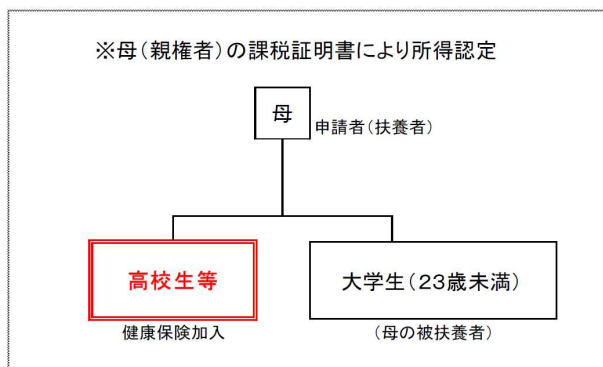 ※母(親権者)の課税証明書により所得認定
母
申請者(扶養者)
高校生等
大学生(23歳未満)
健康保険加入
(母の被扶養者)